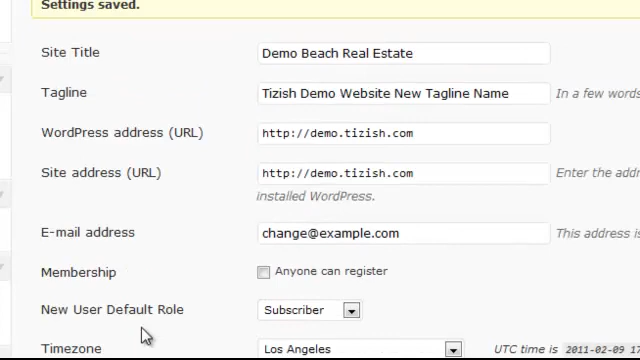 Settings saved.
Site Title Demo Beach Real Estate
Tagline Tizish Demo Website New Tagline Name In a few words
WordPress address (URL) http://demo.tizish.com
Site address (URL) http://demo.tizish.com Enter the addr
installed WordPress.
E-mail address change@example.com This address is
Membership Anyone can register
New User Default Role Subscriber
Timezone Los Angeles UTC time is 2011-02-09 17